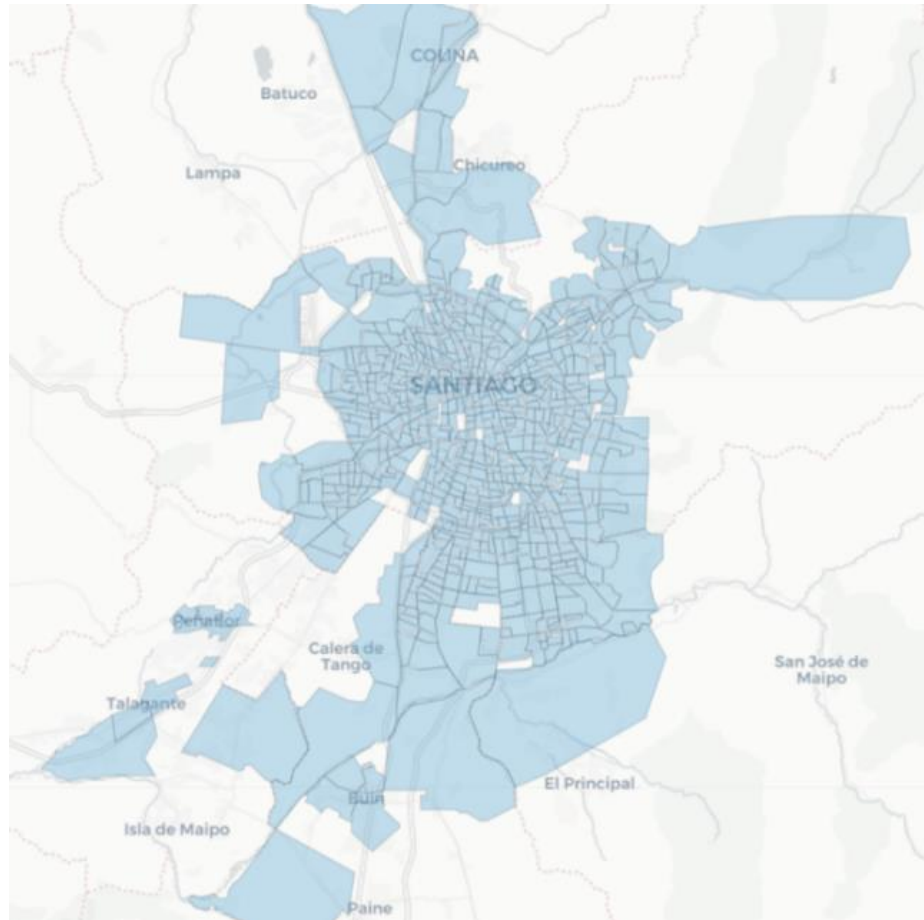 COLINA
Batuco
Chicureo
Lampa
SANTIAGO
Peñaflor
Calera de
Tango
San José de
Maipo
Talagante
El Principal
Buin
Isla de Maipo
Paine